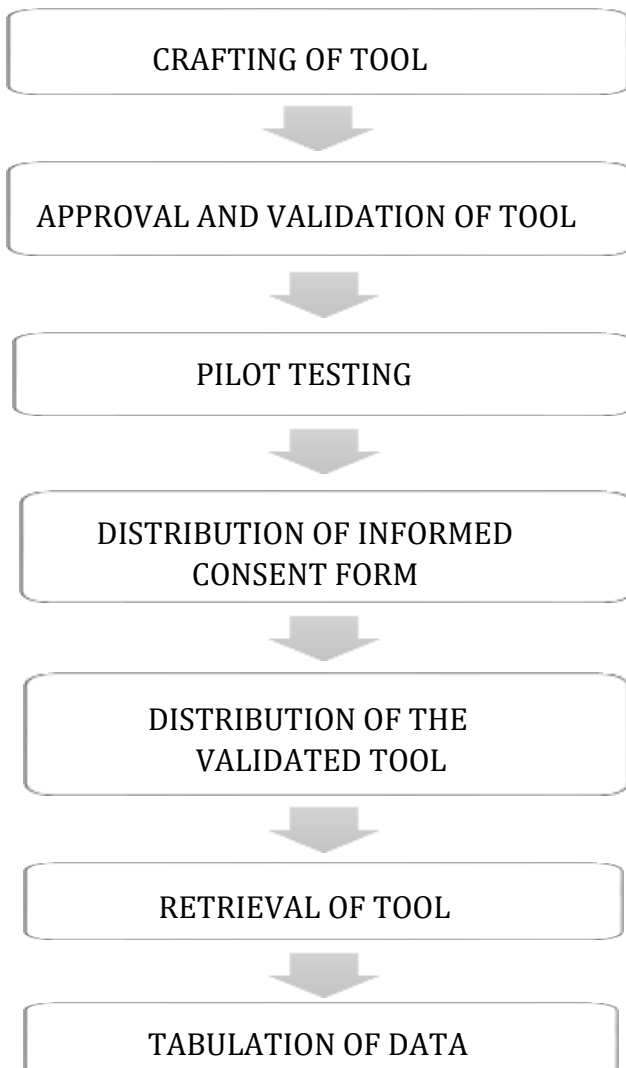 CRAFTING OF TOOL
APPROVAL AND VALIDATION OF TOOL
PILOT TESTING
DISTRIBUTION OF INFORMED
CONSENT FORM
DISTRIBUTION OF THE
VALIDATED TOOL
RETRIEVAL OF TOOL
TABULATION OF DATA